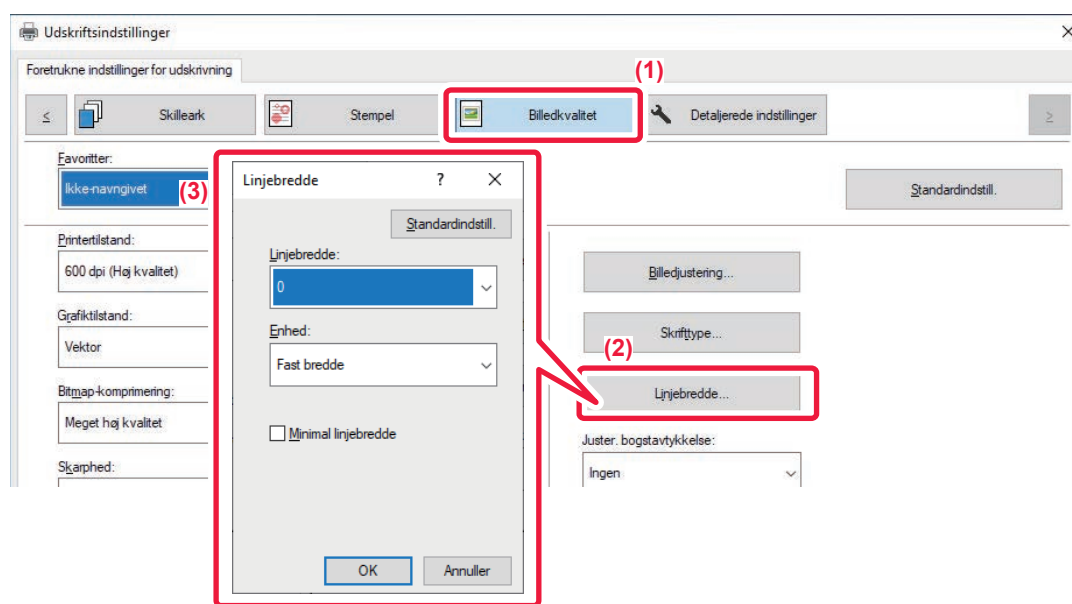 Udskriftsindstillinger
Foretrukne indstillinger for udskrivning
(1)
< Skilleark Stempel Billedkvalitet Detaljerede indstillinger >
Favoritter:
Ikke-navngivet
(3)
Standardindstill.
Printertilstand:
600 dpi (Høj kvalitet)
Grafiktilstand:
Vektor
Bitmap-komprimering:
Meget høj kvalitet
Skarphed:
Linjebredde ? X
Standardindstill.
Linjebredde:
0
Enhed:
Fast bredde
Minimal linjebredde
OK Annuller
Billedjustering...
Skrifttype...
(2)
Linjebredde...
Juster. bogstavtykkelse:
Ingen